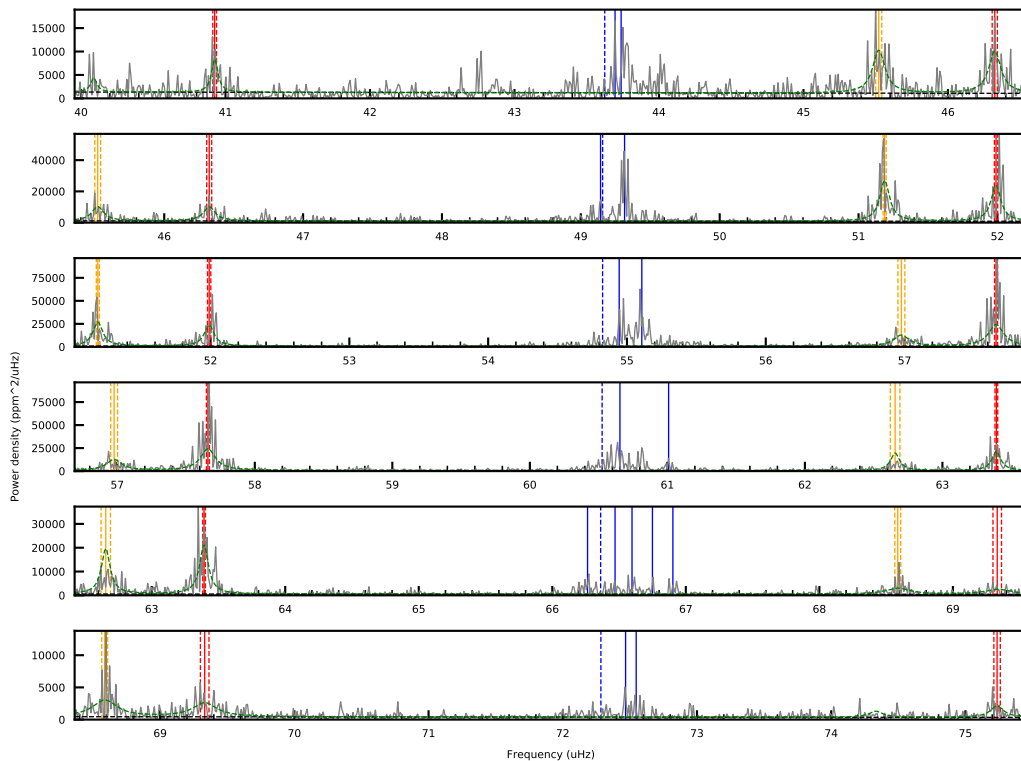 15000
10000
5000
0
40 41 42 43 44 45 46
40000
20000
0
46 47 48 49 50 51 52
75000
50000
25000
0
52 53 54 55 56 57
Power density (ppm^2/uHz)
75000
50000
25000
0
57 58 59 60 61 62 63
30000
20000
10000
0
63 64 65 66 67 68 69
10000
5000
0
69 70 71 72 73 74 75
Frequency (uHz)